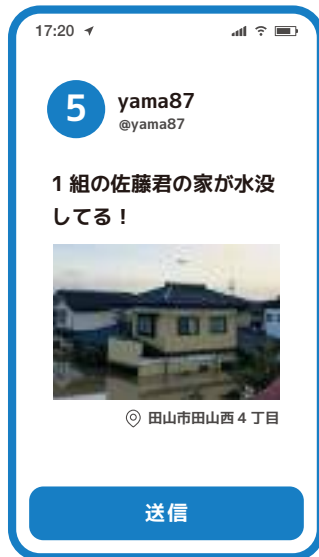 17:20
5
yama87
@yama87
1組の佐藤君の家が水没
してる！
田山市田山西4丁目
送信